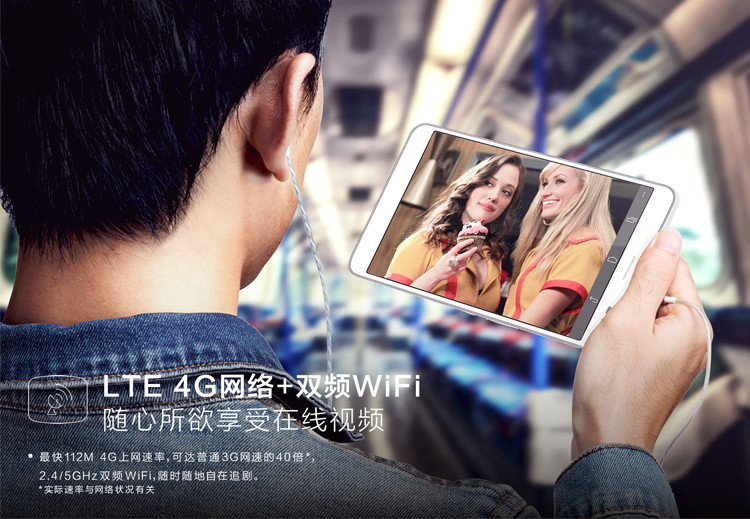 LTE 4G网络+双频WiFi
随心所欲享受在线视频
• 最快112M 4G上网速率,可达普通3G网速的40倍*,
2.4/5GHz双频WiFi,随时随地自在追剧。
*实际速率与网络状况有关